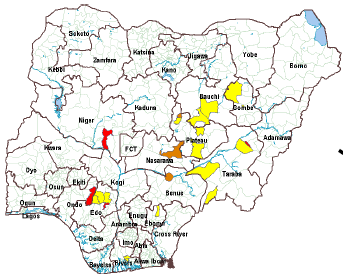 Sokoto
Katsina
Jigawa
Yobe
Borno
Zamfara
Kebbi
Kano
Bauchi
Gombe
Kaduna
Niger
Adamawa
Plateau
FCT
Nasarawa
Kwara
Taraba
Oyo
Ekiti
Kogi
Osun
Benue
Ogun
Ondo
Edo
Lagos
Enugu
Anambra
Ebonyi
Cross River
Delta
Imo
Abia
Bayelsa
Rivers
Akwa Ibom